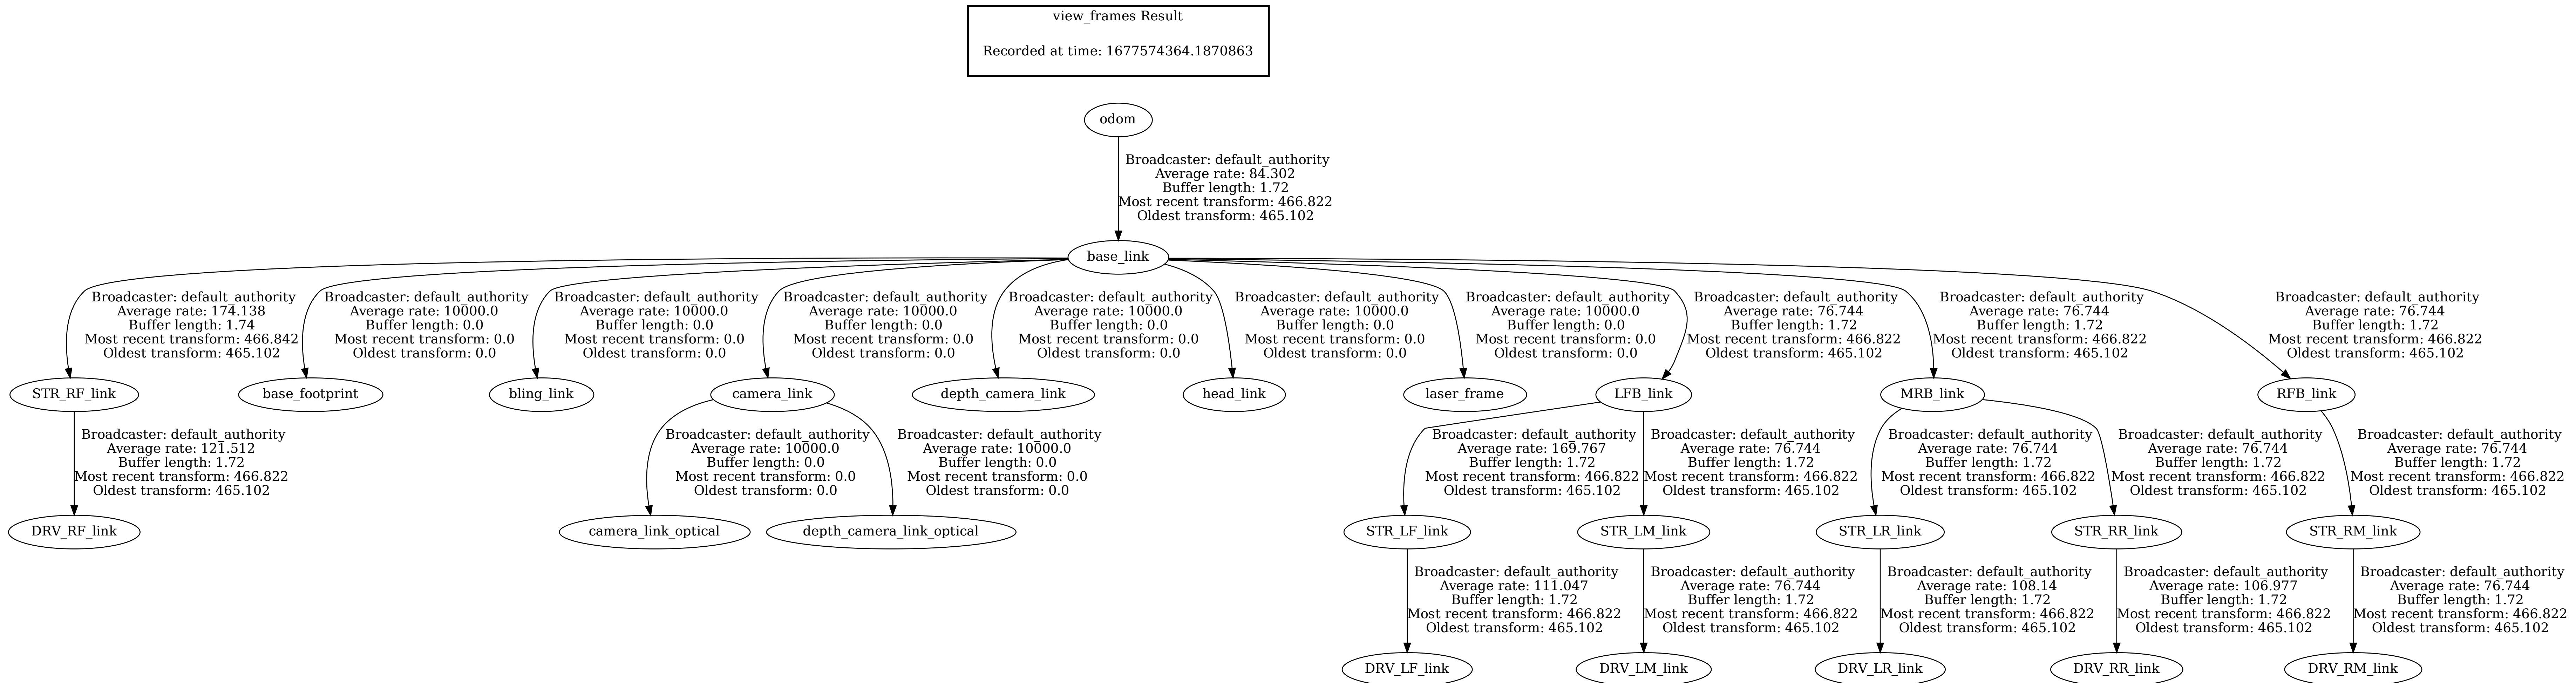 view_frames Result
Recorded at time: 1677574364.1870863
odom
Broadcaster: default_authority
Average rate: 84.302
Buffer length: 1.72
Most recent transform: 466.822
Oldest transform: 465.102
base_link
Broadcaster: default_authority
Average rate: 174.138
Buffer length: 1.74
Most recent transform: 466.842
Oldest transform: 465.102
Broadcaster: default_authority
Average rate: 10000.0
Buffer length: 0.0
Most recent transform: 0.0
Oldest transform: 0.0
Broadcaster: default_authority
Average rate: 10000.0
Buffer length: 0.0
Most recent transform: 0.0
Oldest transform: 0.0
Broadcaster: default_authority
Average rate: 10000.0
Buffer length: 0.0
Most recent transform: 0.0
Oldest transform: 0.0
Broadcaster: default_authority
Average rate: 10000.0
Buffer length: 0.0
Most recent transform: 0.0
Oldest transform: 0.0
Broadcaster: default_authority
Average rate: 10000.0
Buffer length: 0.0
Most recent transform: 0.0
Oldest transform: 0.0
Broadcaster: default_authority
Average rate: 10000.0
Buffer length: 0.0
Most recent transform: 0.0
Oldest transform: 0.0
Broadcaster: default_authority
Average rate: 76.744
Buffer length: 1.72
Most recent transform: 466.822
Oldest transform: 465.102
Broadcaster: default_authority
Average rate: 76.744
Buffer length: 1.72
Most recent transform: 466.822
Oldest transform: 465.102
Broadcaster: default_authority
Average rate: 76.744
Buffer length: 1.72
Most recent transform: 466.822
Oldest transform: 465.102
STR_RF_link
base_footprint
bling_link
camera_link
depth_camera_link
head_link
laser_frame
LFB_link
MRB_link
RFB_link
Broadcaster: default_authority
Average rate: 121.512
Buffer length: 1.72
Most recent transform: 466.822
Oldest transform: 465.102
Broadcaster: default_authority
Average rate: 10000.0
Buffer length: 0.0
Most recent transform: 0.0
Oldest transform: 0.0
Broadcaster: default_authority
Average rate: 10000.0
Buffer length: 0.0
Most recent transform: 0.0
Oldest transform: 0.0
Broadcaster: default_authority
Average rate: 169.767
Buffer length: 1.72
Most recent transform: 466.822
Oldest transform: 465.102
Broadcaster: default_authority
Average rate: 76.744
Buffer length: 1.72
Most recent transform: 466.822
Oldest transform: 465.102
Broadcaster: default_authority
Average rate: 76.744
Buffer length: 1.72
Most recent transform: 466.822
Oldest transform: 465.102
Broadcaster: default_authority
Average rate: 76.744
Buffer length: 1.72
Most recent transform: 466.822
Oldest transform: 465.102
Broadcaster: default_authority
Average rate: 76.744
Buffer length: 1.72
Most recent transform: 466.822
Oldest transform: 465.102
DRV_RF_link
camera_link_optical
depth_camera_link_optical
STR_LF_link
STR_LM_link
STR_LR_link
STR_RR_link
STR_RM_link
Broadcaster: default_authority
Average rate: 111.047
Buffer length: 1.72
Most recent transform: 466.822
Oldest transform: 465.102
Broadcaster: default_authority
Average rate: 76.744
Buffer length: 1.72
Most recent transform: 466.822
Oldest transform: 465.102
Broadcaster: default_authority
Average rate: 108.14
Buffer length: 1.72
Most recent transform: 466.822
Oldest transform: 465.102
Broadcaster: default_authority
Average rate: 106.977
Buffer length: 1.72
Most recent transform: 466.822
Oldest transform: 465.102
Broadcaster: default_authority
Average rate: 76.744
Buffer length: 1.72
Most recent transform: 466.822
Oldest transform: 465.102
DRV_LF_link
DRV_LM_link
DRV_LR_link
DRV_RR_link
DRV_RM_link